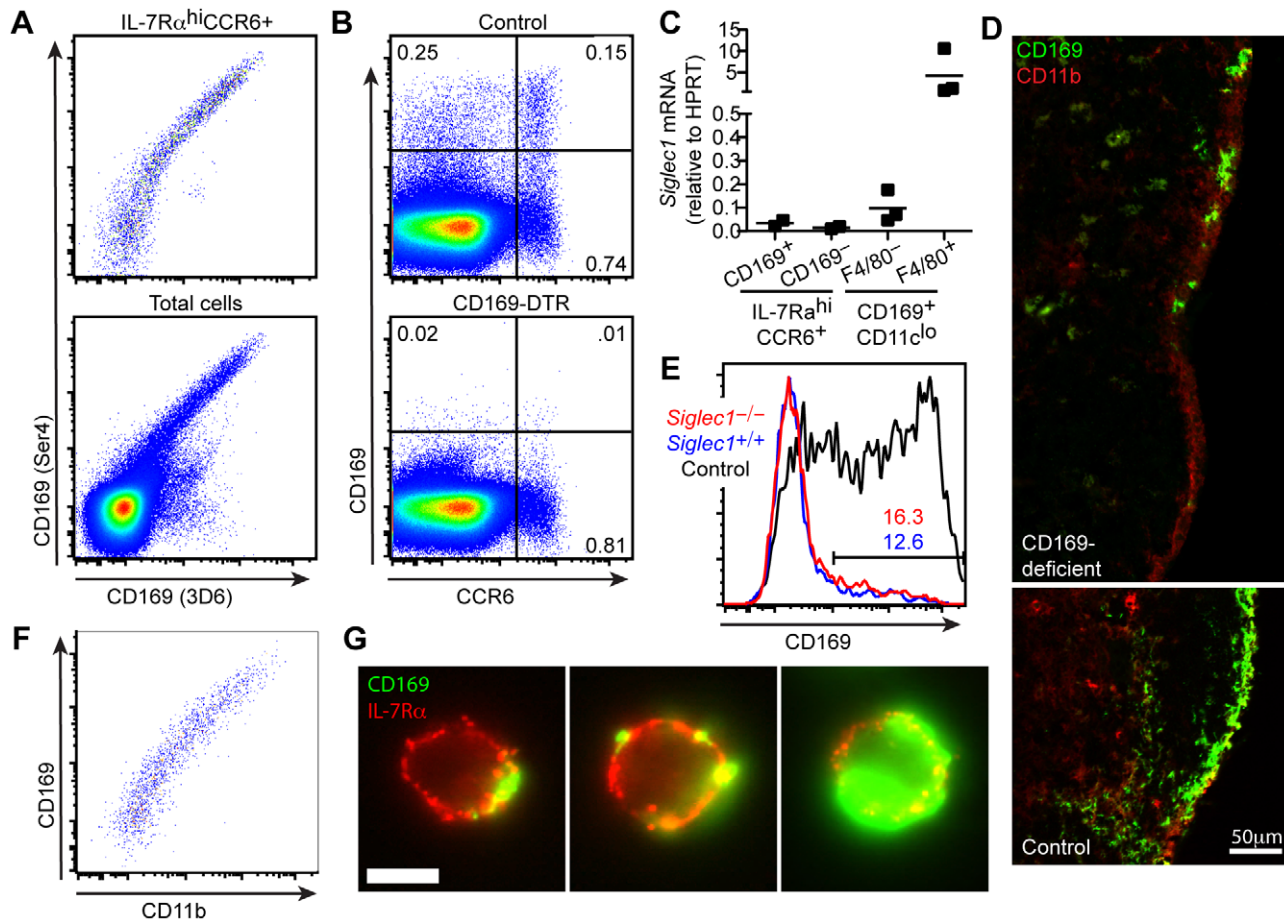 A
IL-7Rα^hiCCR6+
Total cells
CD169 (Ser4)
CD169 (3D6)
B
Control
0.25
0.15
0.74
CD169-DTR
0.02
.01
0.81
CD169
CCR6
C
Siglec1 mRNA
(relative to HPRT)
15
10
5
0.5
0.4
0.3
0.2
0.1
0.0
CD169+
CD169–
F4/80–
F4/80+
IL-7Ra^hi
CCR6+
CD169+
CD11c^lo
D
CD169
CD11b
CD169-
deficient
Control
50μm
E
Siglec1–/–
Siglec1+/+
Control
16.3
12.6
CD169
F
CD169
CD11b
G
CD169
IL-7Rα